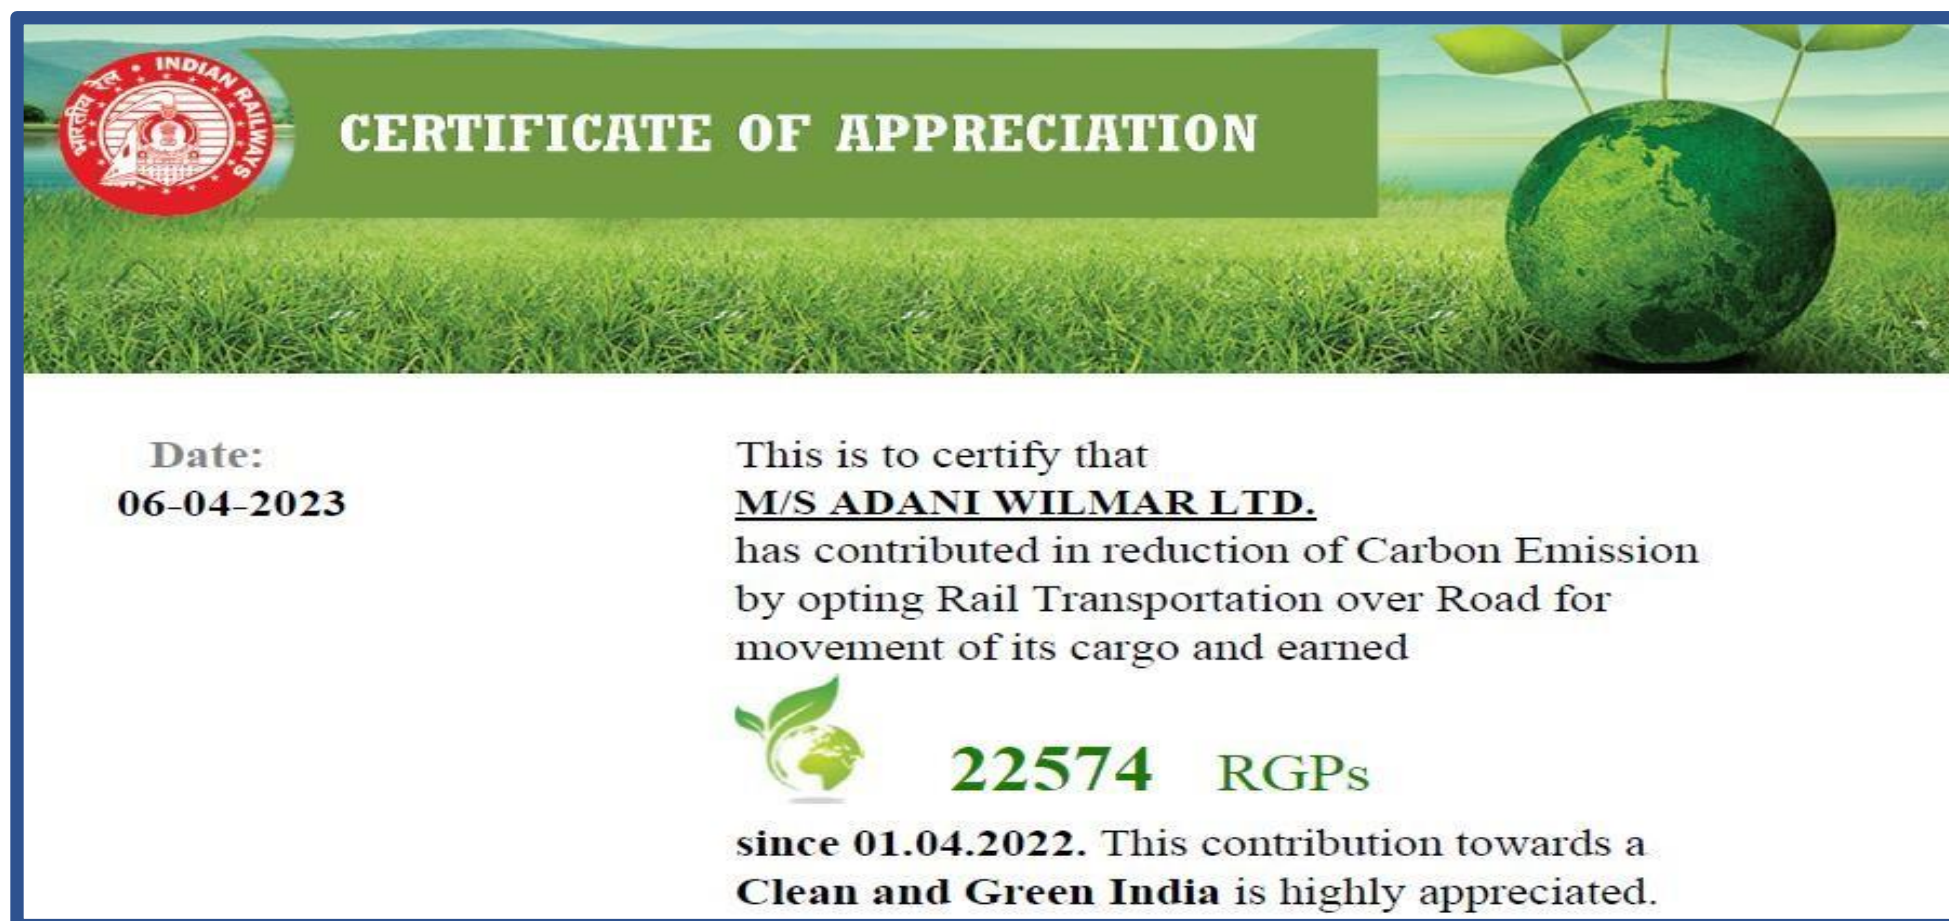 भारतीय रेल • INDIAN RAILWAYS
CERTIFICATE OF APPRECIATION
Date:
06-04-2023
This is to certify that
M/S ADANI WILMAR LTD.
has contributed in reduction of Carbon Emission
by opting Rail Transportation over Road for
movement of its cargo and earned
22574 RGPs
since 01.04.2022. This contribution towards a
Clean and Green India is highly appreciated.